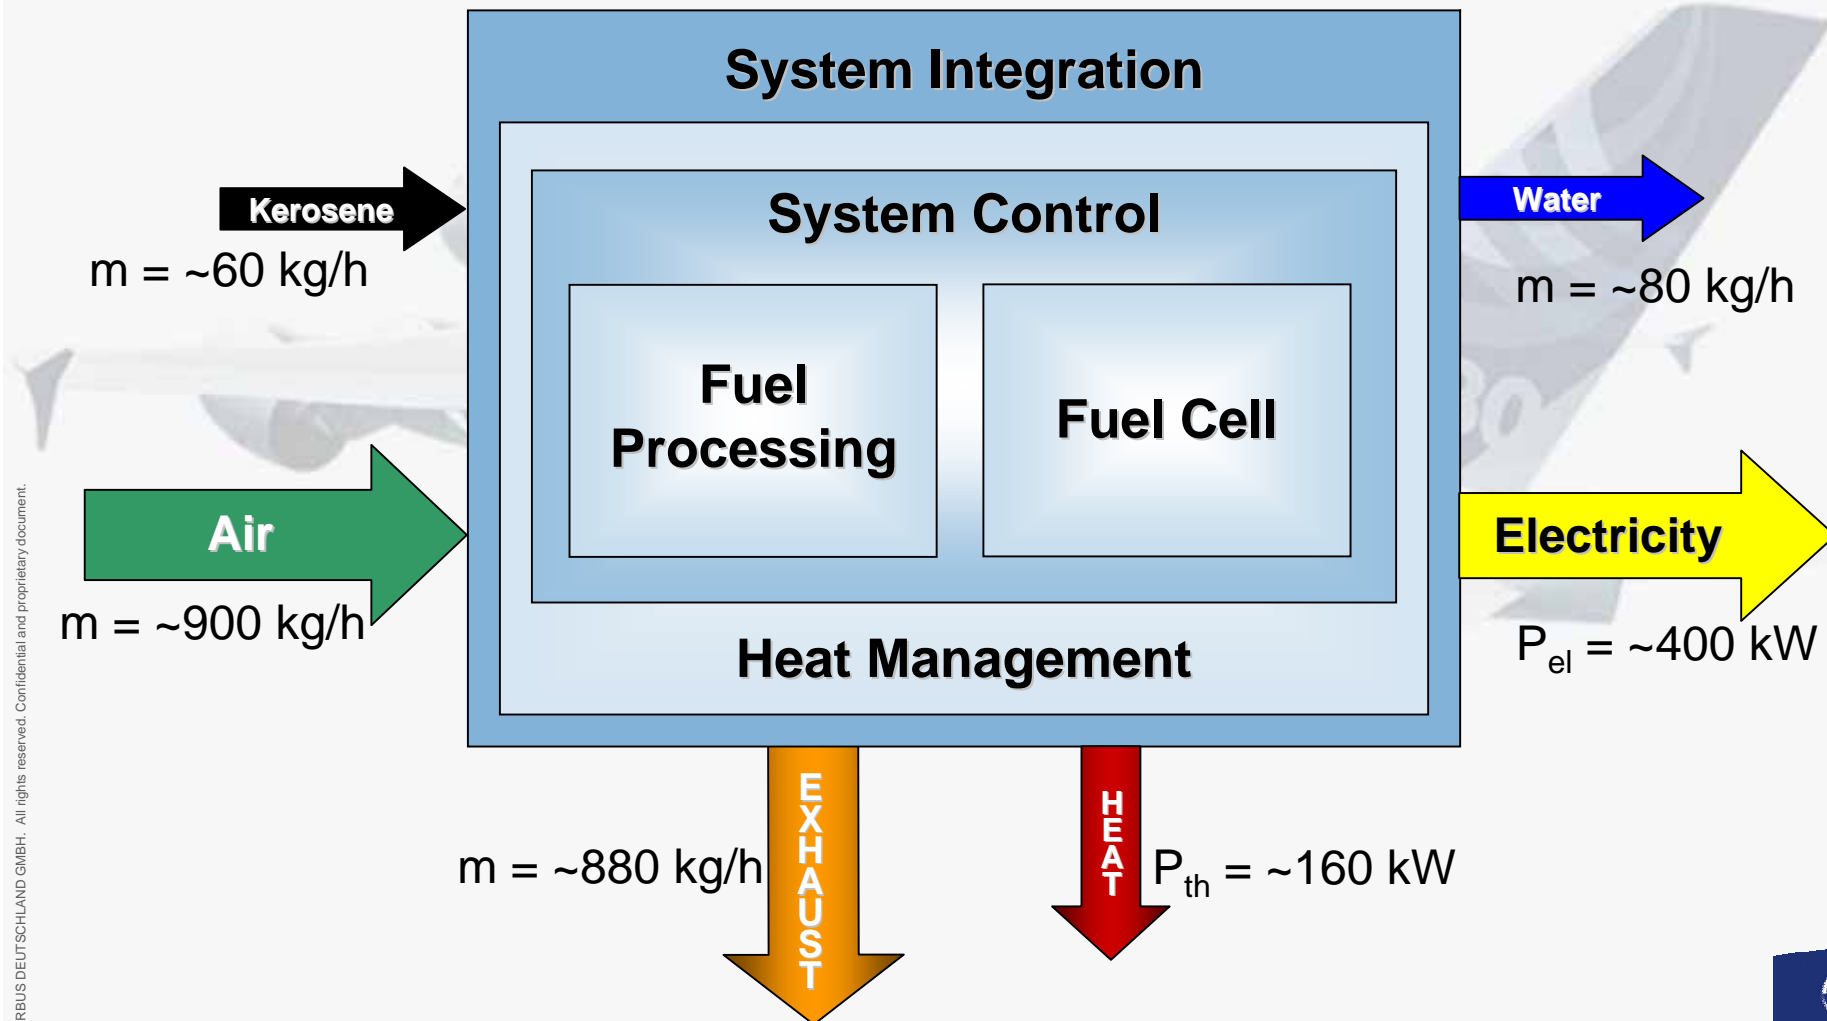 System Integration
Kerosene
m = ~60 kg/h
System Control
Water
m = ~80 kg/h
Fuel
Processing
Fuel Cell
Air
m = ~900 kg/h
Electricity
P_el = ~400 kW
Heat Management
EXHAUST
m = ~880 kg/h
HEAT
P_th = ~160 kW
RBUS DEUTSCHLAND GMBH. All rights reserved. Confidential and proprietary document.